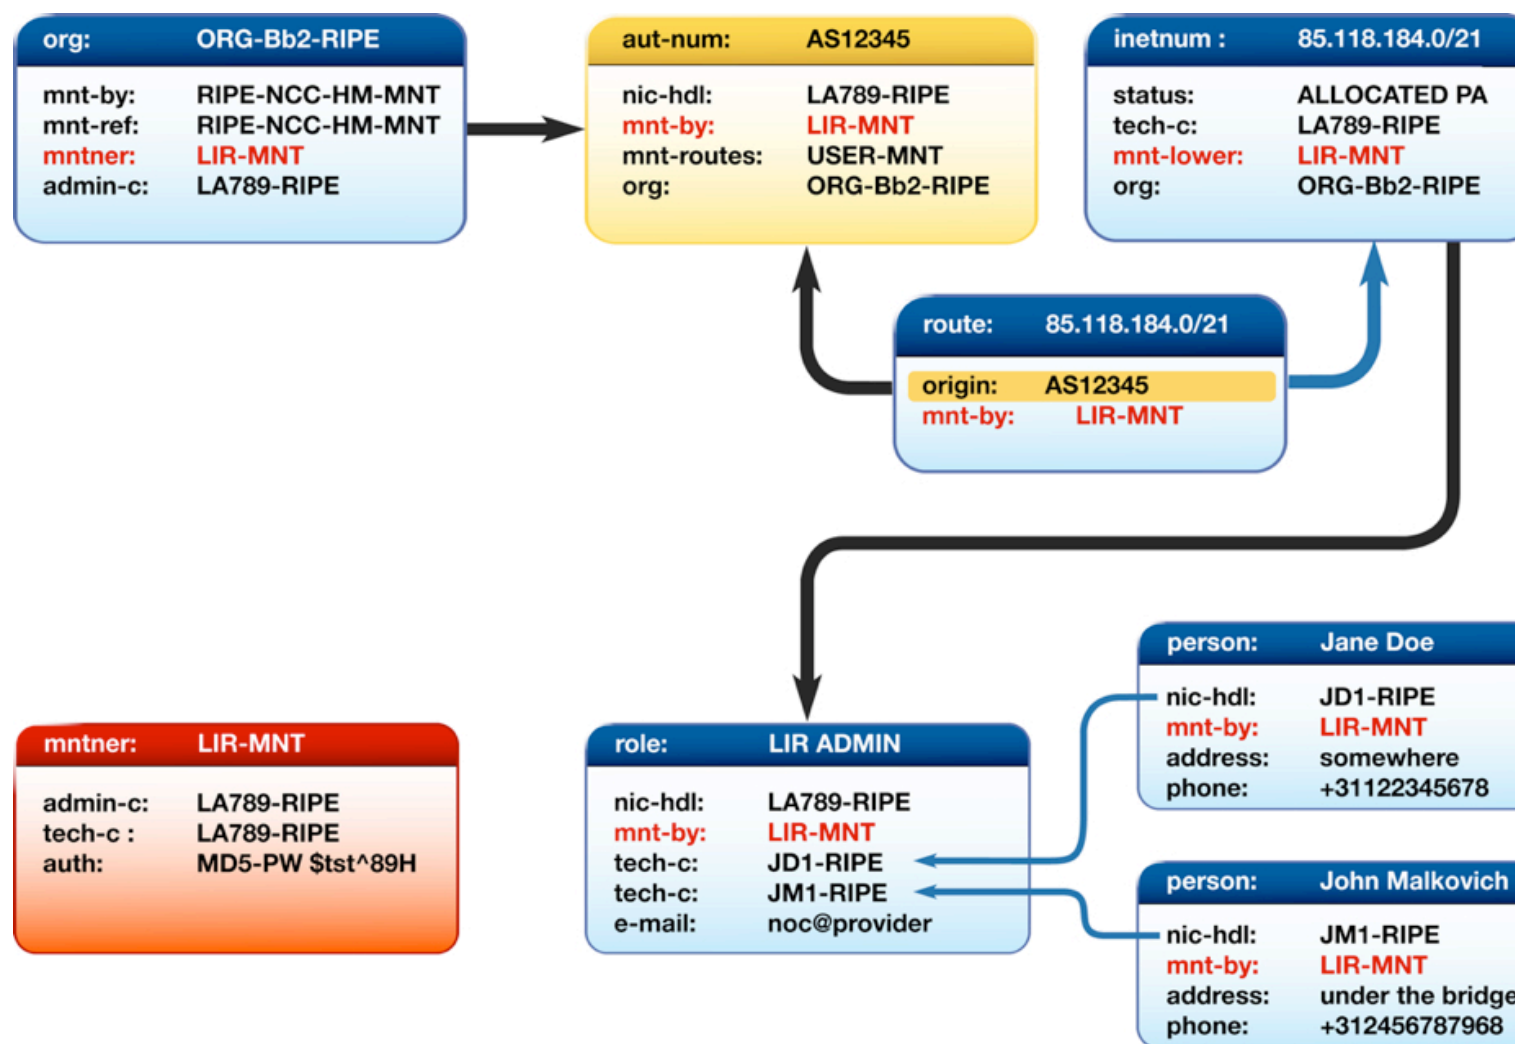 org: ORG-Bb2-RIPE
mnt-by: RIPE-NCC-HM-MNT
mnt-ref: RIPE-NCC-HM-MNT
mntner: LIR-MNT
admin-c: LA789-RIPE
aut-num: AS12345
nic-hdl: LA789-RIPE
mnt-by: LIR-MNT
mnt-routes: USER-MNT
org: ORG-Bb2-RIPE
inetnum : 85.118.184.0/21
status: ALLOCATED PA
tech-c: LA789-RIPE
mnt-lower: LIR-MNT
org: ORG-Bb2-RIPE
route: 85.118.184.0/21
origin: AS12345
mnt-by: LIR-MNT
mntner: LIR-MNT
admin-c: LA789-RIPE
tech-c : LA789-RIPE
auth: MD5-PW $tst^89H
role: LIR ADMIN
nic-hdl: LA789-RIPE
mnt-by: LIR-MNT
tech-c: JD1-RIPE
tech-c: JM1-RIPE
e-mail: noc@provider
person: Jane Doe
nic-hdl: JD1-RIPE
mnt-by: LIR-MNT
address: somewhere
phone: +31122345678
person: John Malkovich
nic-hdl: JM1-RIPE
mnt-by: LIR-MNT
address: under the bridge
phone: +312456787968